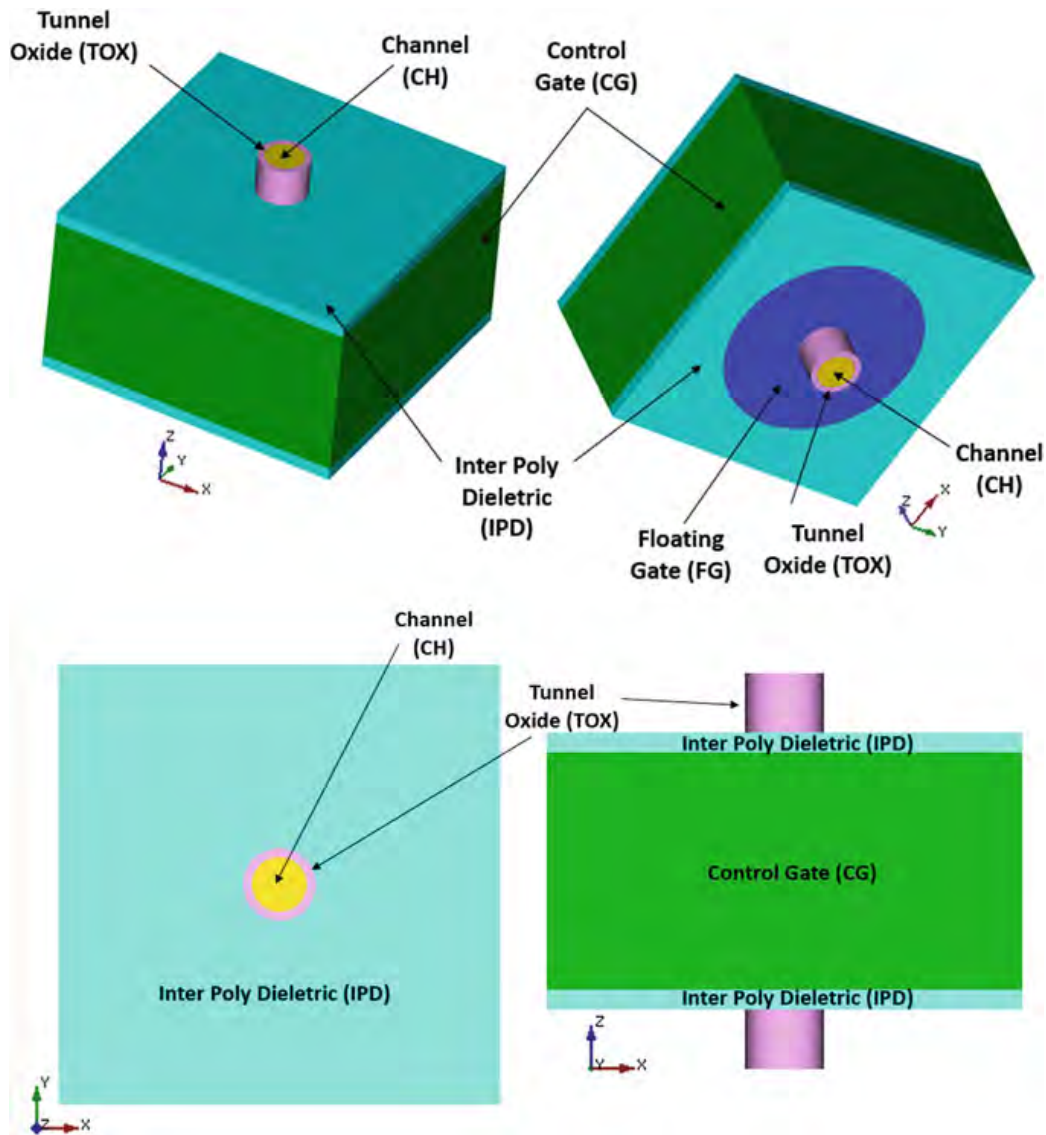 Tunnel
Oxide (TOX)
Channel
(CH)
Control
Gate (CG)
Z
Y
X
Inter Poly
Dieletric
(IPD)
Floating
Gate (FG)
Tunnel
Oxide (TOX)
Channel
(CH)
Z
X
Y
Channel
(CH)
Tunnel
Oxide (TOX)
Inter Poly Dieletric (IPD)
Y
Z
X
Inter Poly Dieletric (IPD)
Control Gate (CG)
Inter Poly Dieletric (IPD)
Z
Y
X